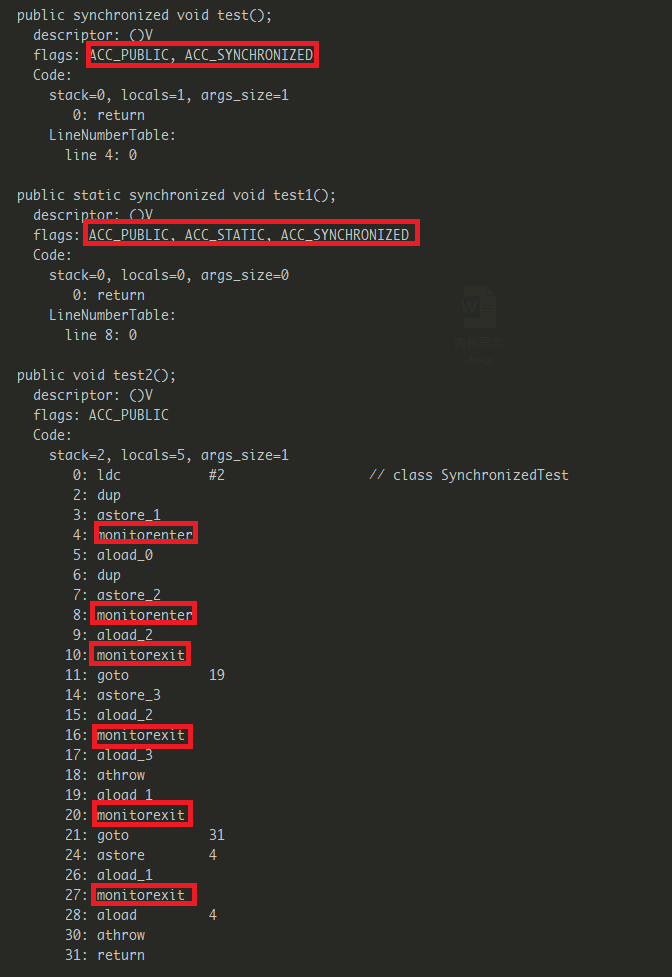 public synchronized void test();
  descriptor: ()V
  flags: ACC_PUBLIC, ACC_SYNCHRONIZED
  Code:
    stack=0, locals=1, args_size=1
       0: return
    LineNumberTable:
      line 4: 0

public static synchronized void test1();
  descriptor: ()V
  flags: ACC_PUBLIC, ACC_STATIC, ACC_SYNCHRONIZED
  Code:
    stack=0, locals=0, args_size=0
       0: return
    LineNumberTable:
      line 8: 0

public void test2();
  descriptor: ()V
  flags: ACC_PUBLIC
  Code:
    stack=2, locals=5, args_size=1
       0: ldc           #2                  // class SynchronizedTest
       2: dup
       3: astore_1
       4: monitorenter
       5: aload_0
       6: dup
       7: astore_2
       8: monitorenter
       9: aload_2
      10: monitorexit
      11: goto          19
      14: astore_3
      15: aload_2
      16: monitorexit
      17: aload_3
      18: athrow
      19: aload_1
      20: monitorexit
      21: goto          31
      24: astore        4
      26: aload_1
      27: monitorexit
      28: aload         4
      30: athrow
      31: return